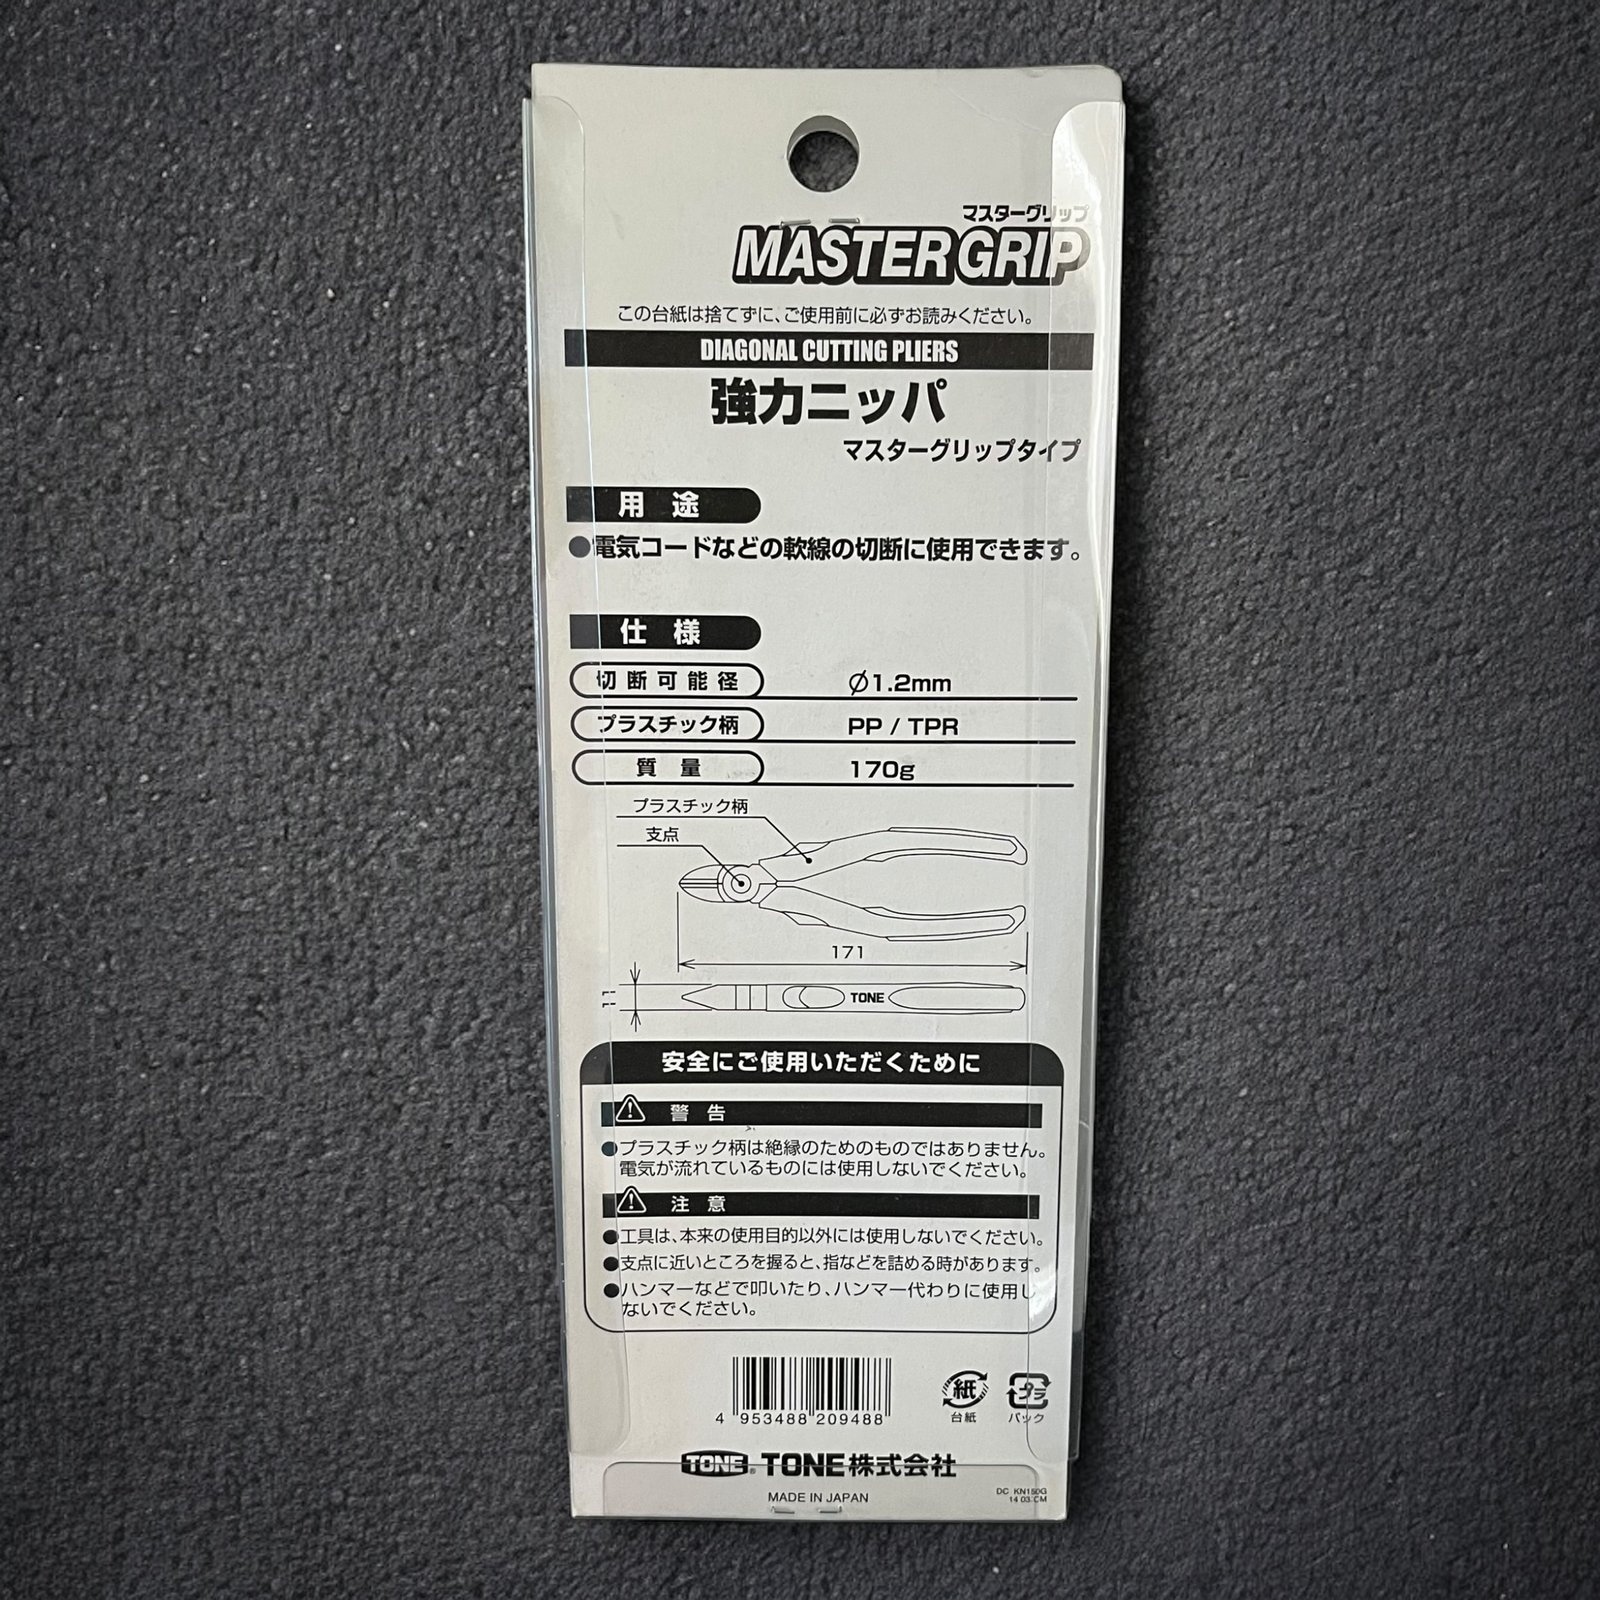 マスターグリップ
MASTER GRIP
この台紙は捨てずに、ご使用前に必ずお読みください。
DIAGONAL CUTTING PLIERS
強力ニッパ
マスターグリップタイプ
用途
●電気コードなどの軟線の切断に使用できます。
仕様
切断可能径 ∅1.2mm
プラスチック柄 PP / TPR
質量 170g
プラスチック柄
支点
171
11
TONE
安全にご使用いただくために
⚠ 警告
●プラスチック柄は絶縁のためのものではありません。
電気が流れているものには使用しないでください。
⚠ 注意
●工具は、本来の使用目的以外には使用しないでください。
●支点に近いところを握ると、指などを詰める時があります。
●ハンマーなどで叩いたり、ハンマー代わりに使用し
ないでください。
4 953488 209488
紙 プラ
台紙 パック
TONE® TONE株式会社
MADE IN JAPAN
DC KN150G
14 03.CM